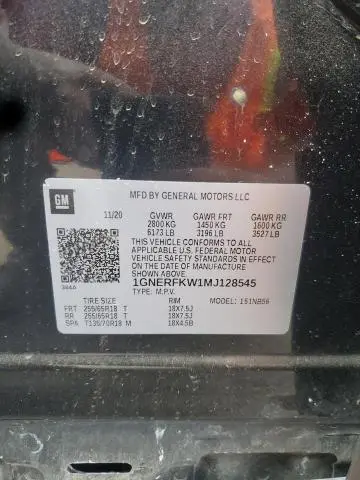 GM
MFD BY GENERAL MOTORS LLC
11/20 GVWR GAWR FRT GAWR RR
2800 KG 1450 KG 1600 KG
6173 LB 3196 LB 3527 LB
THIS VEHICLE CONFORMS TO ALL
APPLICABLE U.S. FEDERAL MOTOR
VEHICLE SAFETY STANDARDS IN EFFECT
ON THE DATE OF MANUFACTURE SHOWN ABOVE.
1GNERFKW1MJ128545
TYPE: M.P.V. MODEL: 151NB56
TIRE SIZE RIM
FRT 255/65R18 T 18X7.5J
RR 255/65R18 T 18X7.5J
SPA T135/70R18 M 18X4.5B